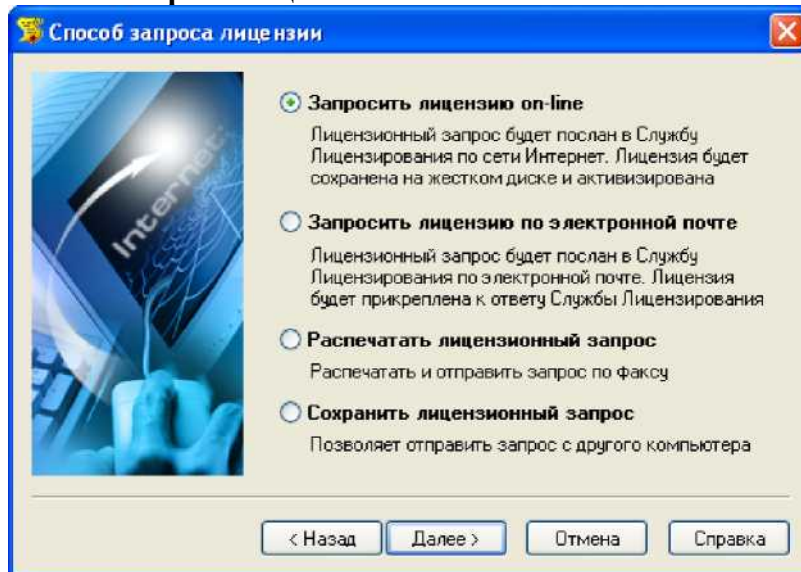 Способ запроса лицензии
Запросить лицензию on-line
Лицензионный запрос будет послан в Службу
Лицензирования по сети Интернет. Лицензия будет
сохранена на жестком диске и активизирована
Internet
Запросить лицензию по электронной почте
Лицензионный запрос будет послан в Службу
Лицензирования по электронной почте. Лицензия
будет прикреплена к ответу Службы Лицензирования
Распечатать лицензионный запрос
Распечатать и отправить запрос по факсу
Сохранить лицензионный запрос
Позволяет отправить запрос с другого компьютера
< Назад Далее > Отмена Справка